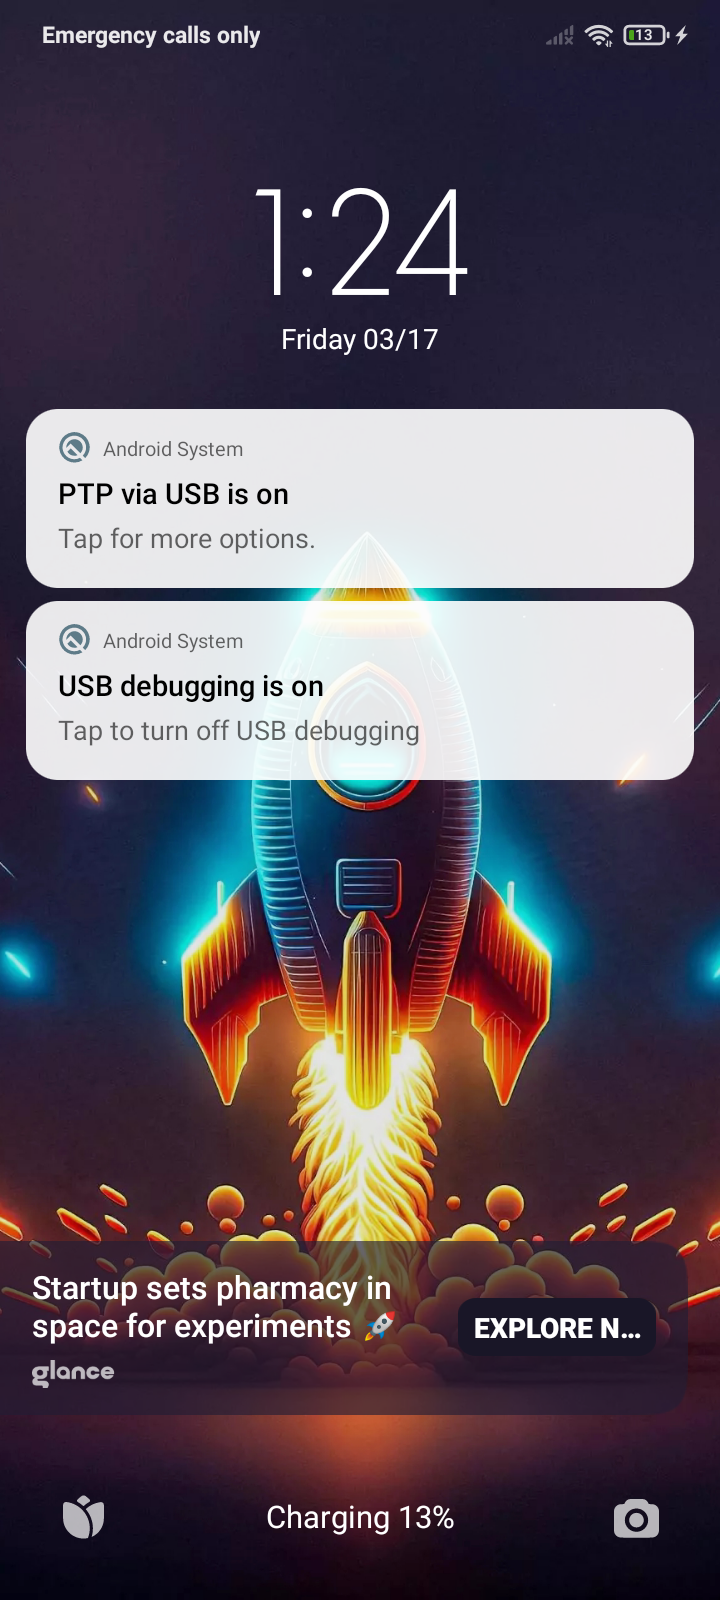 Emergency calls only
13
1:24
Friday 03/17
Android System
PTP via USB is on
Tap for more options.
Android System
USB debugging is on
Tap to turn off USB debugging
Startup sets pharmacy in
space for experiments 🚀
EXPLORE N...
glance
Charging 13%